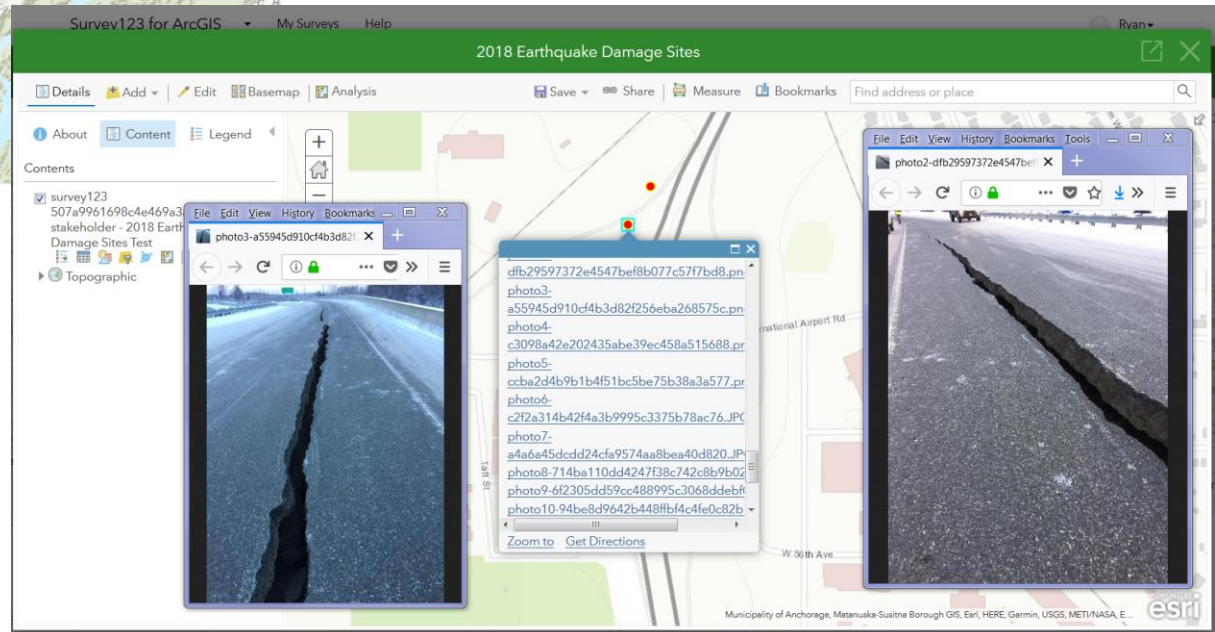 Survey123 for ArcGIS My Surveys Help Ryan
2018 Earthquake Damage Sites
Details Add Edit Basemap Analysis Save Share Measure Bookmarks Find address or place
About Content Legend
Contents
survey123
507a9961698c4e469a3
stakeholder - 2018 Earth
Damage Sites Test
Topographic
File Edit View History Bookmarks
photo3-a55945d910cf4b3d82f
dfb29597372e4547bef8b077c57f7bd8.pn
photo3-
a55945d910cf4b3d82f256eba268575c.pn
photo4-
c3098a42e202435abe39ec458a515688.pr
photo5-
ccba2d4b9b1b4f51bc5be75b38a3a577.pr
photo6-
c2f2a314b42f4a3b9995c3375b78ac76.JPG
photo7-
a4a6a45dcdd24cfa9574aa8bea40d820.JP
photo8-714ba110dd4247f38c742c8b9b02
photo9-6f2305dd59cc488995c3068ddebf
photo10-94be8d9642b448ffbf4c4fe0c82b
Zoom to Get Directions
File Edit View History Bookmarks Tools
photo2-dfb29597372e4547bef
national Airport Rd
Taft St
W 56th Ave
Municipality of Anchorage, Matanuska-Susitna Borough GIS, Esri, HERE, Garmin, USGS, METI/NASA, E...
esri